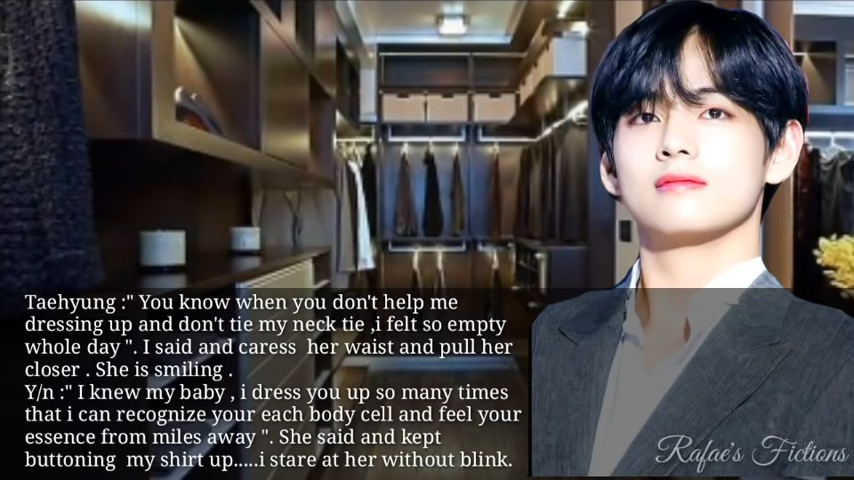 Taehyung :" You know when you don't help me
dressing up and don't tie my neck tie ,i felt so empty
whole day ". I said and caress  her waist and pull her
closer . She is smiling .
Y/n :" I knew my baby , i dress you up so many times
that i can recognize your each body cell and feel your
essence from miles away ". She said and kept
buttoning  my shirt up.....i stare at her without blink.
Rafae's Fictions